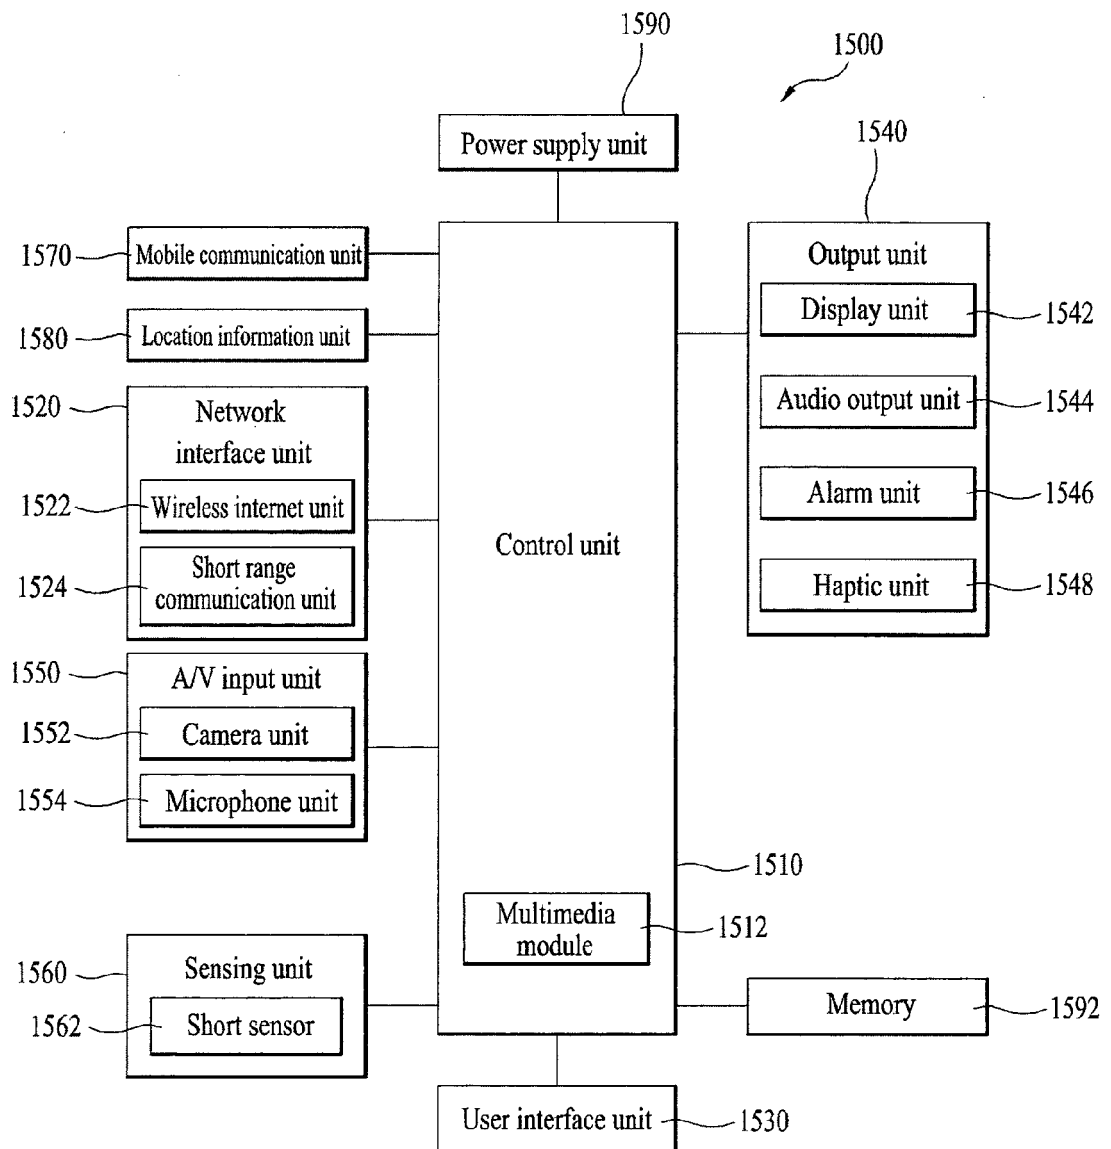 1590
1500
Power supply unit
1540
1570
Mobile communication unit
Output unit
Display unit
1542
1580
Location information unit
1520
Network
interface unit
Audio output unit
1544
1522
Wireless internet unit
Alarm unit
1546
Control unit
1524
Short range
communication unit
Haptic unit
1548
1550
A/V input unit
1552
Camera unit
1554
Microphone unit
1510
Multimedia
module
1512
1560
Sensing unit
1562
Short sensor
Memory
1592
User interface unit
1530